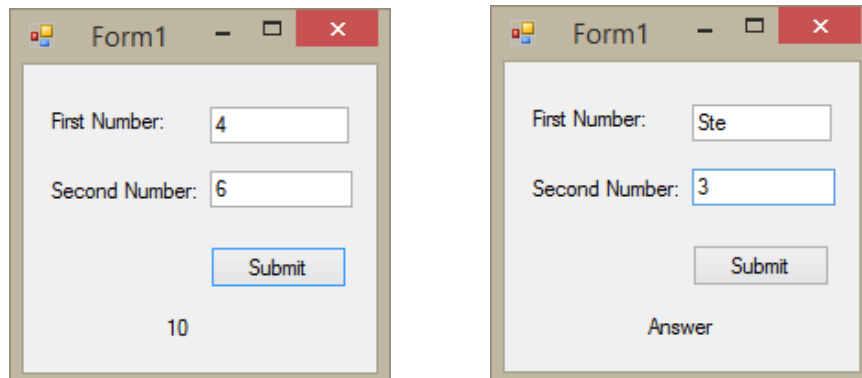 Form1
First Number: 4
Second Number: 6
Submit
10
Form1
First Number: Ste
Second Number: 3
Submit
Answer